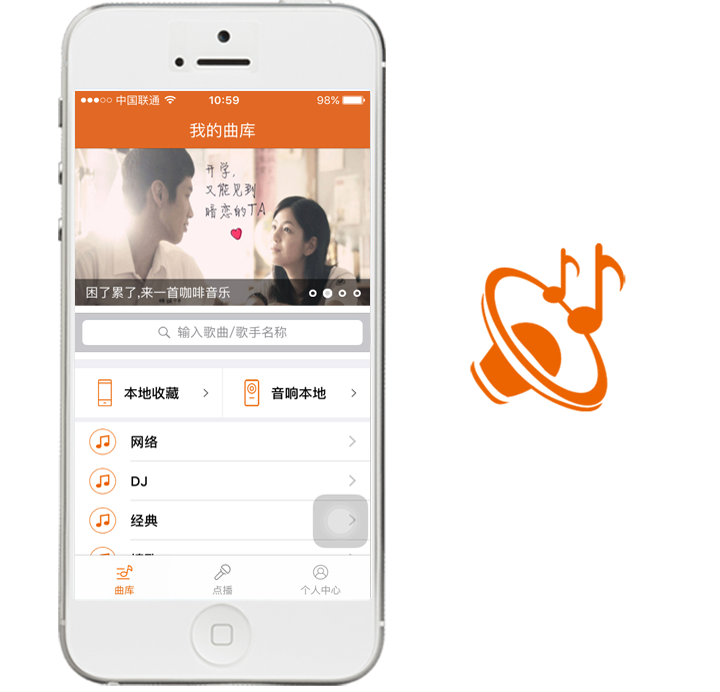 中国联通 10:59 98%
我的曲库
开学,
又能见到
暗恋的TA
困了累了,来一首咖啡音乐
输入歌曲/歌手名称
本地收藏 音响本地
网络
DJ
经典
曲库 点播 个人中心